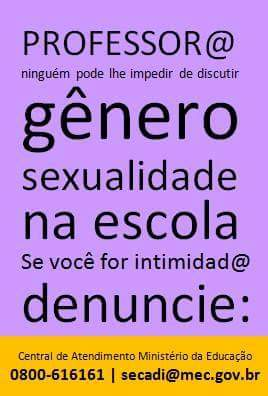 PROFESSOR@
ninguém pode lhe impedir de discutir
gênero
sexualidade
na escola
Se você for intimidad@
denuncie:
Central de Atendimento Ministério da Educação
0800-616161 | secadi@mec.gov.br